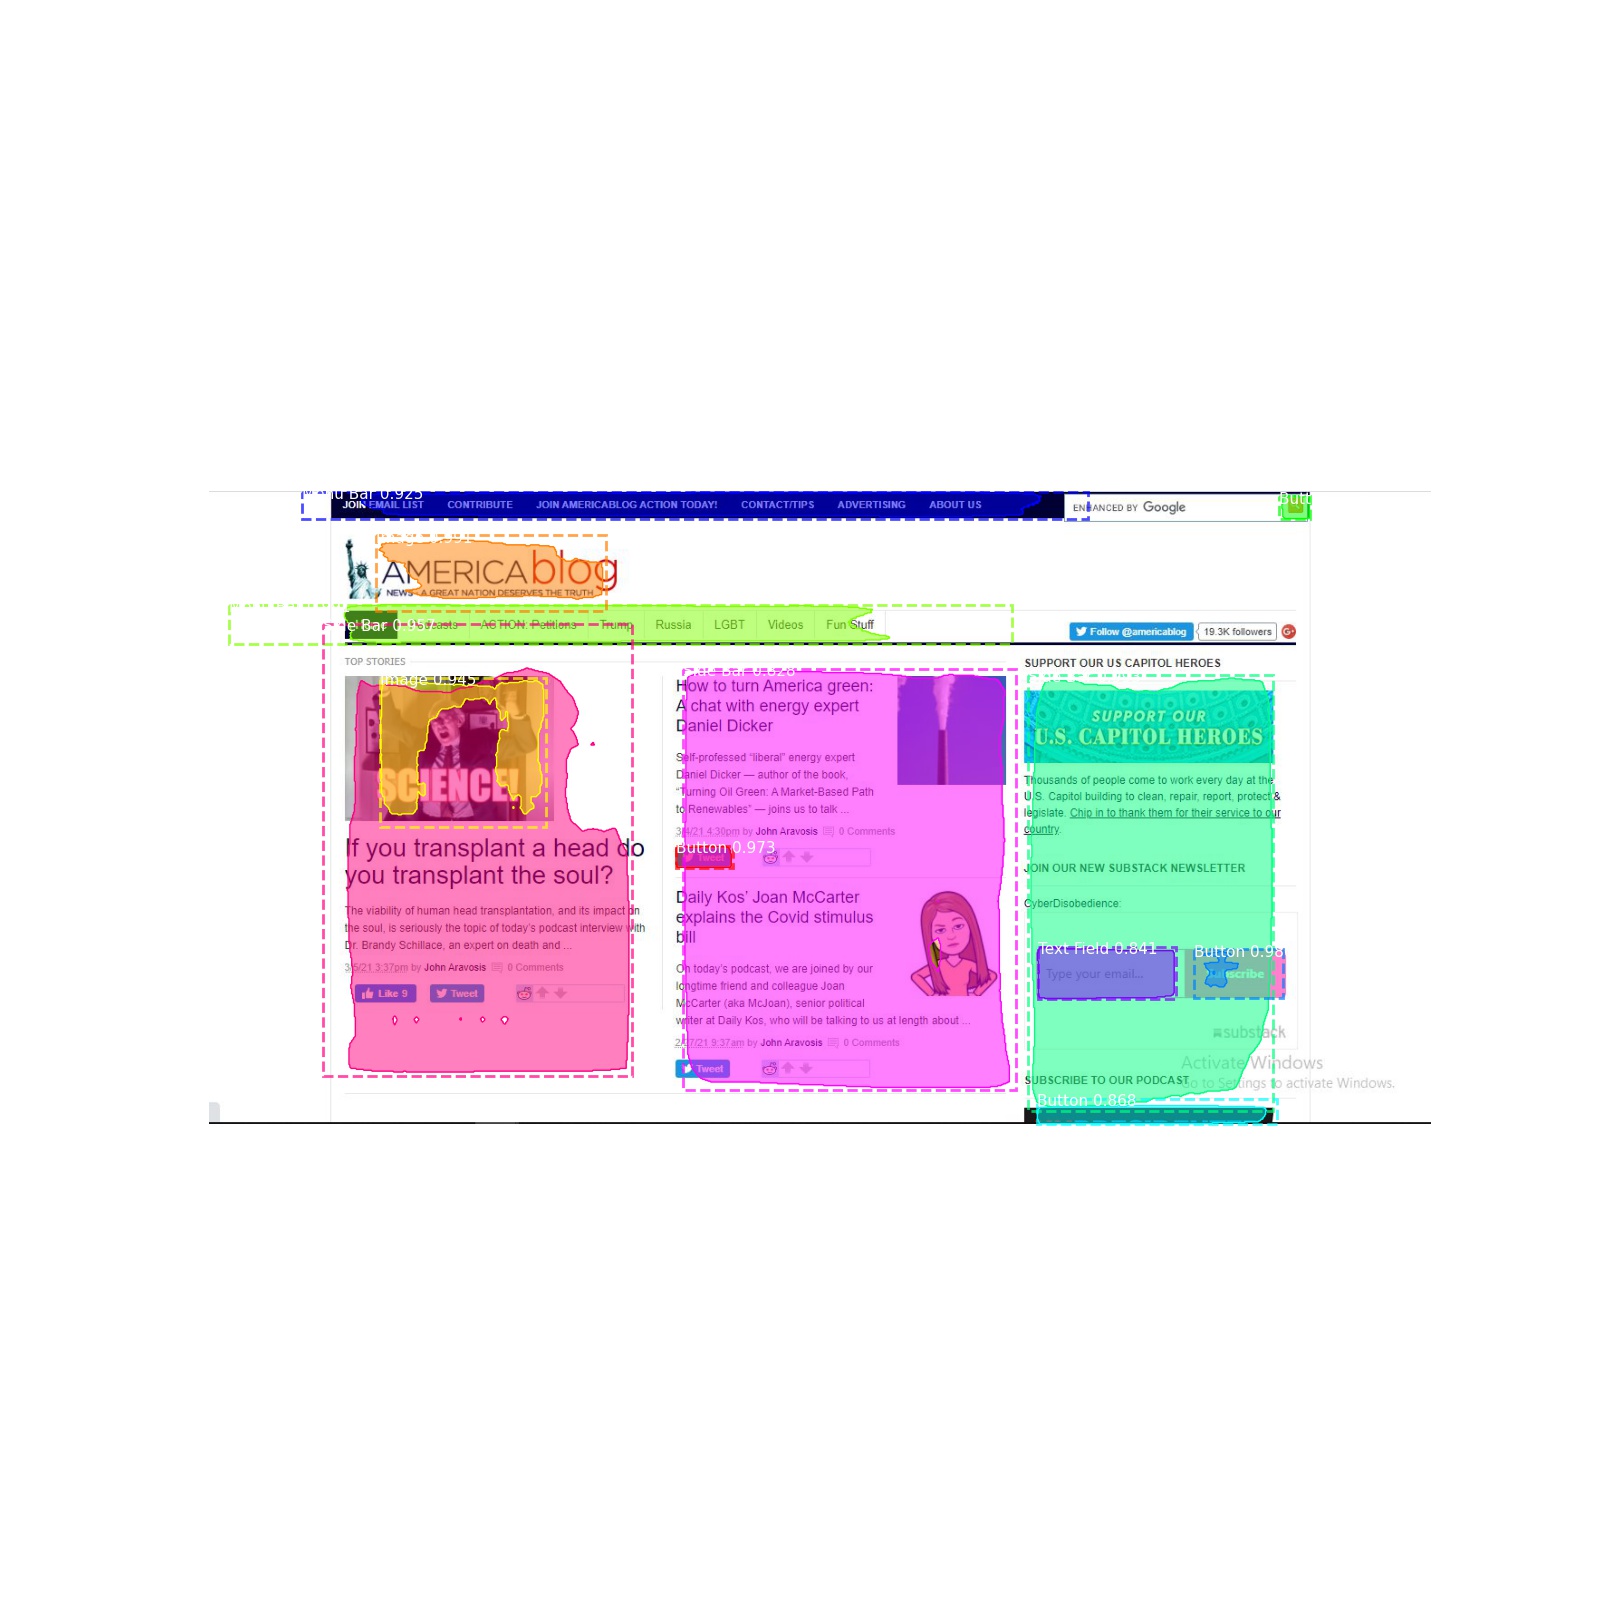 Menu Bar 0.925
JOIN EMAIL LIST CONTRIBUTE JOIN AMERICABLOG ACTION TODAY! CONTACT/TIPS ADVERTISING ABOUT US
ENHANCED BY Google
AMERICAblog
NEWS A GREAT NATION DESERVES THE TRUTH
ACTION: Petitions Trump Russia LGBT Videos Fun Stuff
Follow @americablog 19.3K followers G+
TOP STORIES
Image 0.945
SCIENCE!
If you transplant a head do
you transplant the soul?
The viability of human head transplantation, and its impact on
the soul, is seriously the topic of today's podcast interview with
Dr. Brandy Schillace, an expert on death and ...
3/5/21 3:37pm by John Aravosis 0 Comments
Like 9 Tweet
How to turn America green:
A chat with energy expert
Daniel Dicker
Self-professed "liberal" energy expert
Daniel Dicker — author of the book,
"Turning Oil Green: A Market-Based Path
to Renewables" — joins us to talk ...
3/4/21 4:30pm by John Aravosis 0 Comments
Button 0.973
Tweet
Daily Kos' Joan McCarter
explains the Covid stimulus
bill
On today's podcast, we are joined by our
longtime friend and colleague Joan
McCarter (aka McJoan), senior political
writer at Daily Kos, who will be talking to us at length about ...
9:37am by John Aravosis 0 Comments
Tweet
SUPPORT OUR US CAPITOL HEROES
SUPPORT OUR
U.S. CAPITOL HEROES
Thousands of people come to work every day at the
U.S. Capitol building to clean, repair, report, protect &
legislate. Chip in to thank them for their service to our
country.
JOIN OUR NEW SUBSTACK NEWSLETTER
CyberDisobedience:
Text Field 0.841
Button 0.98
Type your email...
Subscribe
substack
Activate Windows
Go to Settings to activate Windows.
SUBSCRIBE TO OUR PODCAST
Button 0.868